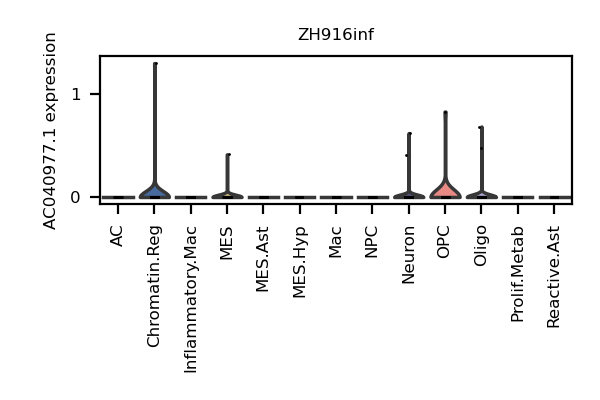 ZH916inf
AC040977.1 expression
1
0
AC
Chromatin.Reg
Inflammatory.Mac
MES
MES.Ast
MES.Hyp
Mac
NPC
Neuron
OPC
Oligo
Prolif.Metab
Reactive.Ast